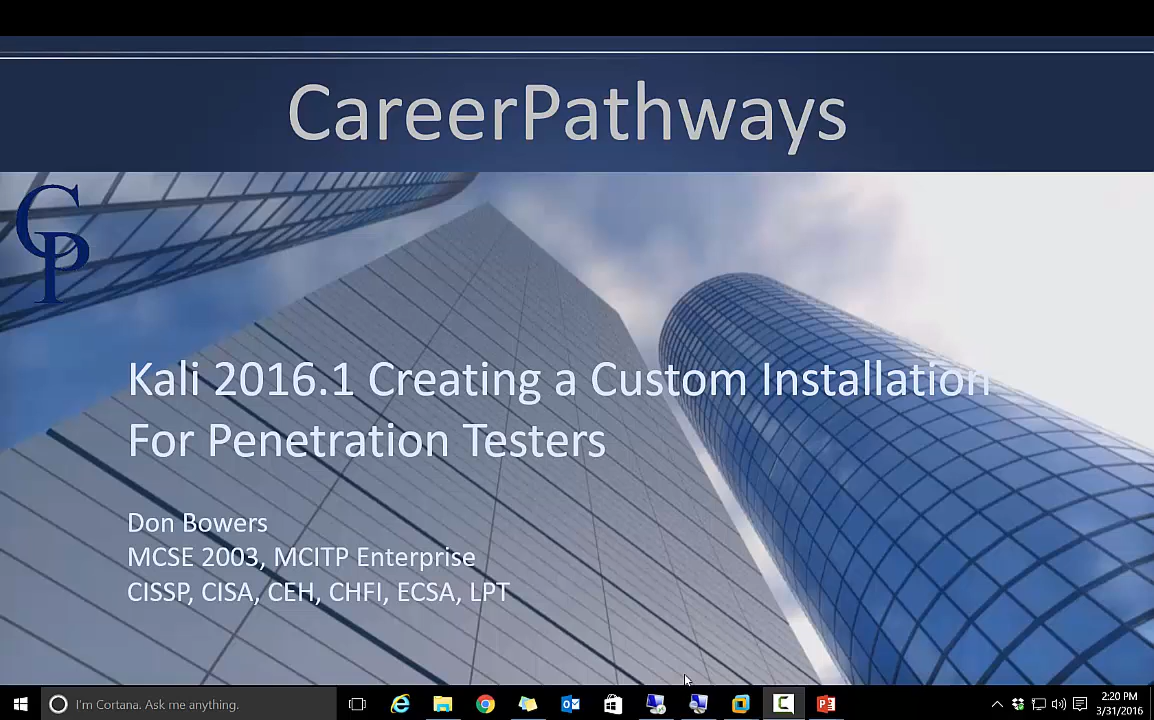 CareerPathways
CP
Kali 2016.1 Creating a Custom Installation
For Penetration Testers
Don Bowers
MCSE 2003, MCITP Enterprise
CISSP, CISA, CEH, CHFI, ECSA, LPT
I'm Cortana. Ask me anything.
2:20 PM
3/31/2016